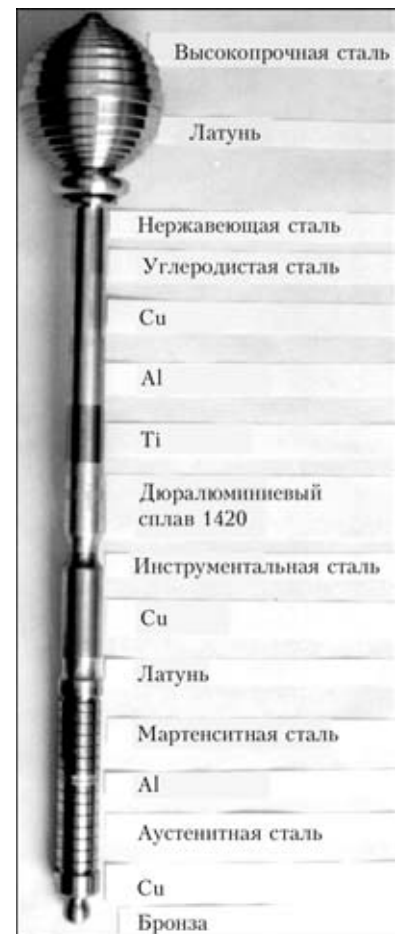 Высокопрочная сталь
Латунь
Нержавеющая сталь
Углеродистая сталь
Cu
Al
Ti
Дюралюминиевый
сплав 1420
Инструментальная сталь
Cu
Латунь
Мартенситная сталь
Al
Аустенитная сталь
Cu
Бронза